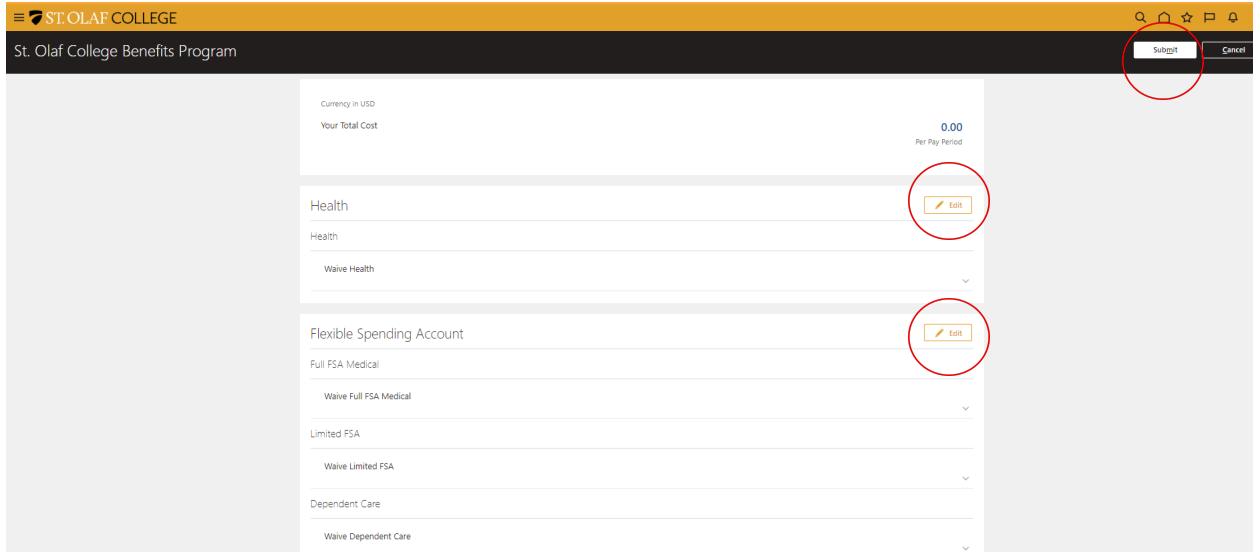 ST. OLAF COLLEGE
St. Olaf College Benefits Program
Submit
Cancel
Currency in USD
Your Total Cost
0.00
Per Pay Period
Health
Edit
Health
Waive Health
Flexible Spending Account
Edit
Full FSA Medical
Waive Full FSA Medical
Limited FSA
Waive Limited FSA
Dependent Care
Waive Dependent Care